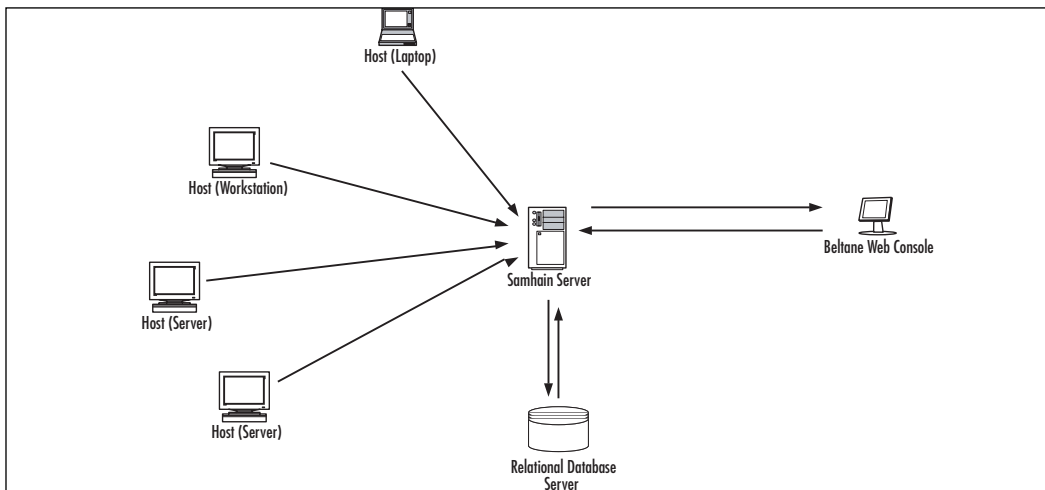 Host (Laptop)
Host (Workstation)
Samhain Server
Beltane Web Console
Host (Server)
Host (Server)
Relational Database
Server